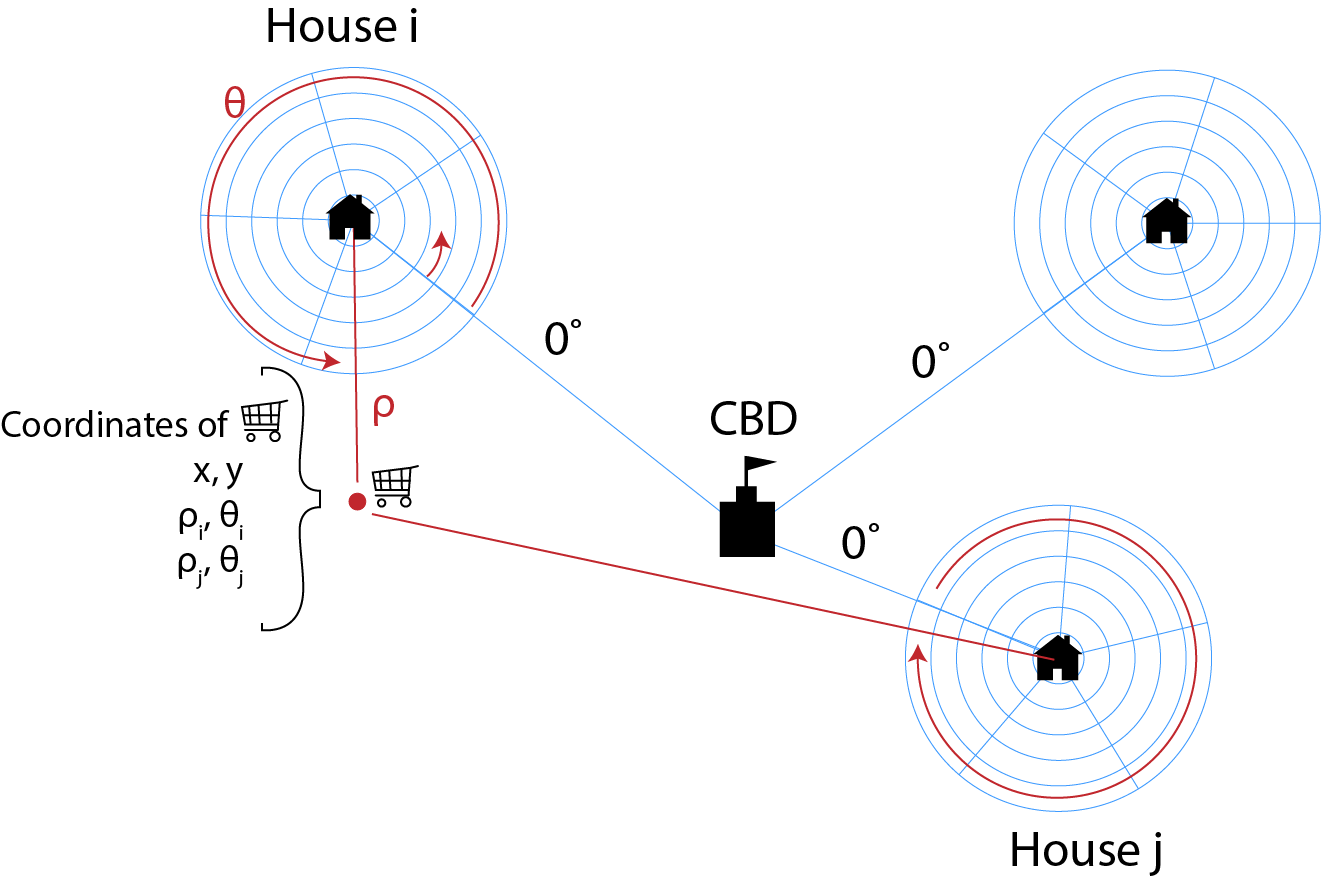 House i
θ
0°
0°
ρ
CBD
Coordinates of
x, y
ρi, θi
ρj, θj
0°
House j